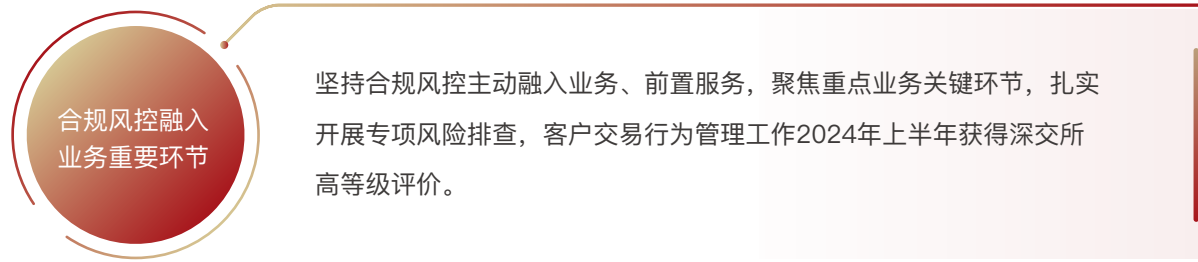 合规风控融入
业务重要环节
坚持合规风控主动融入业务、前置服务，聚焦重点业务关键环节，扎实
开展专项风险排查，客户交易行为管理工作2024年上半年获得深交所
高等级评价。